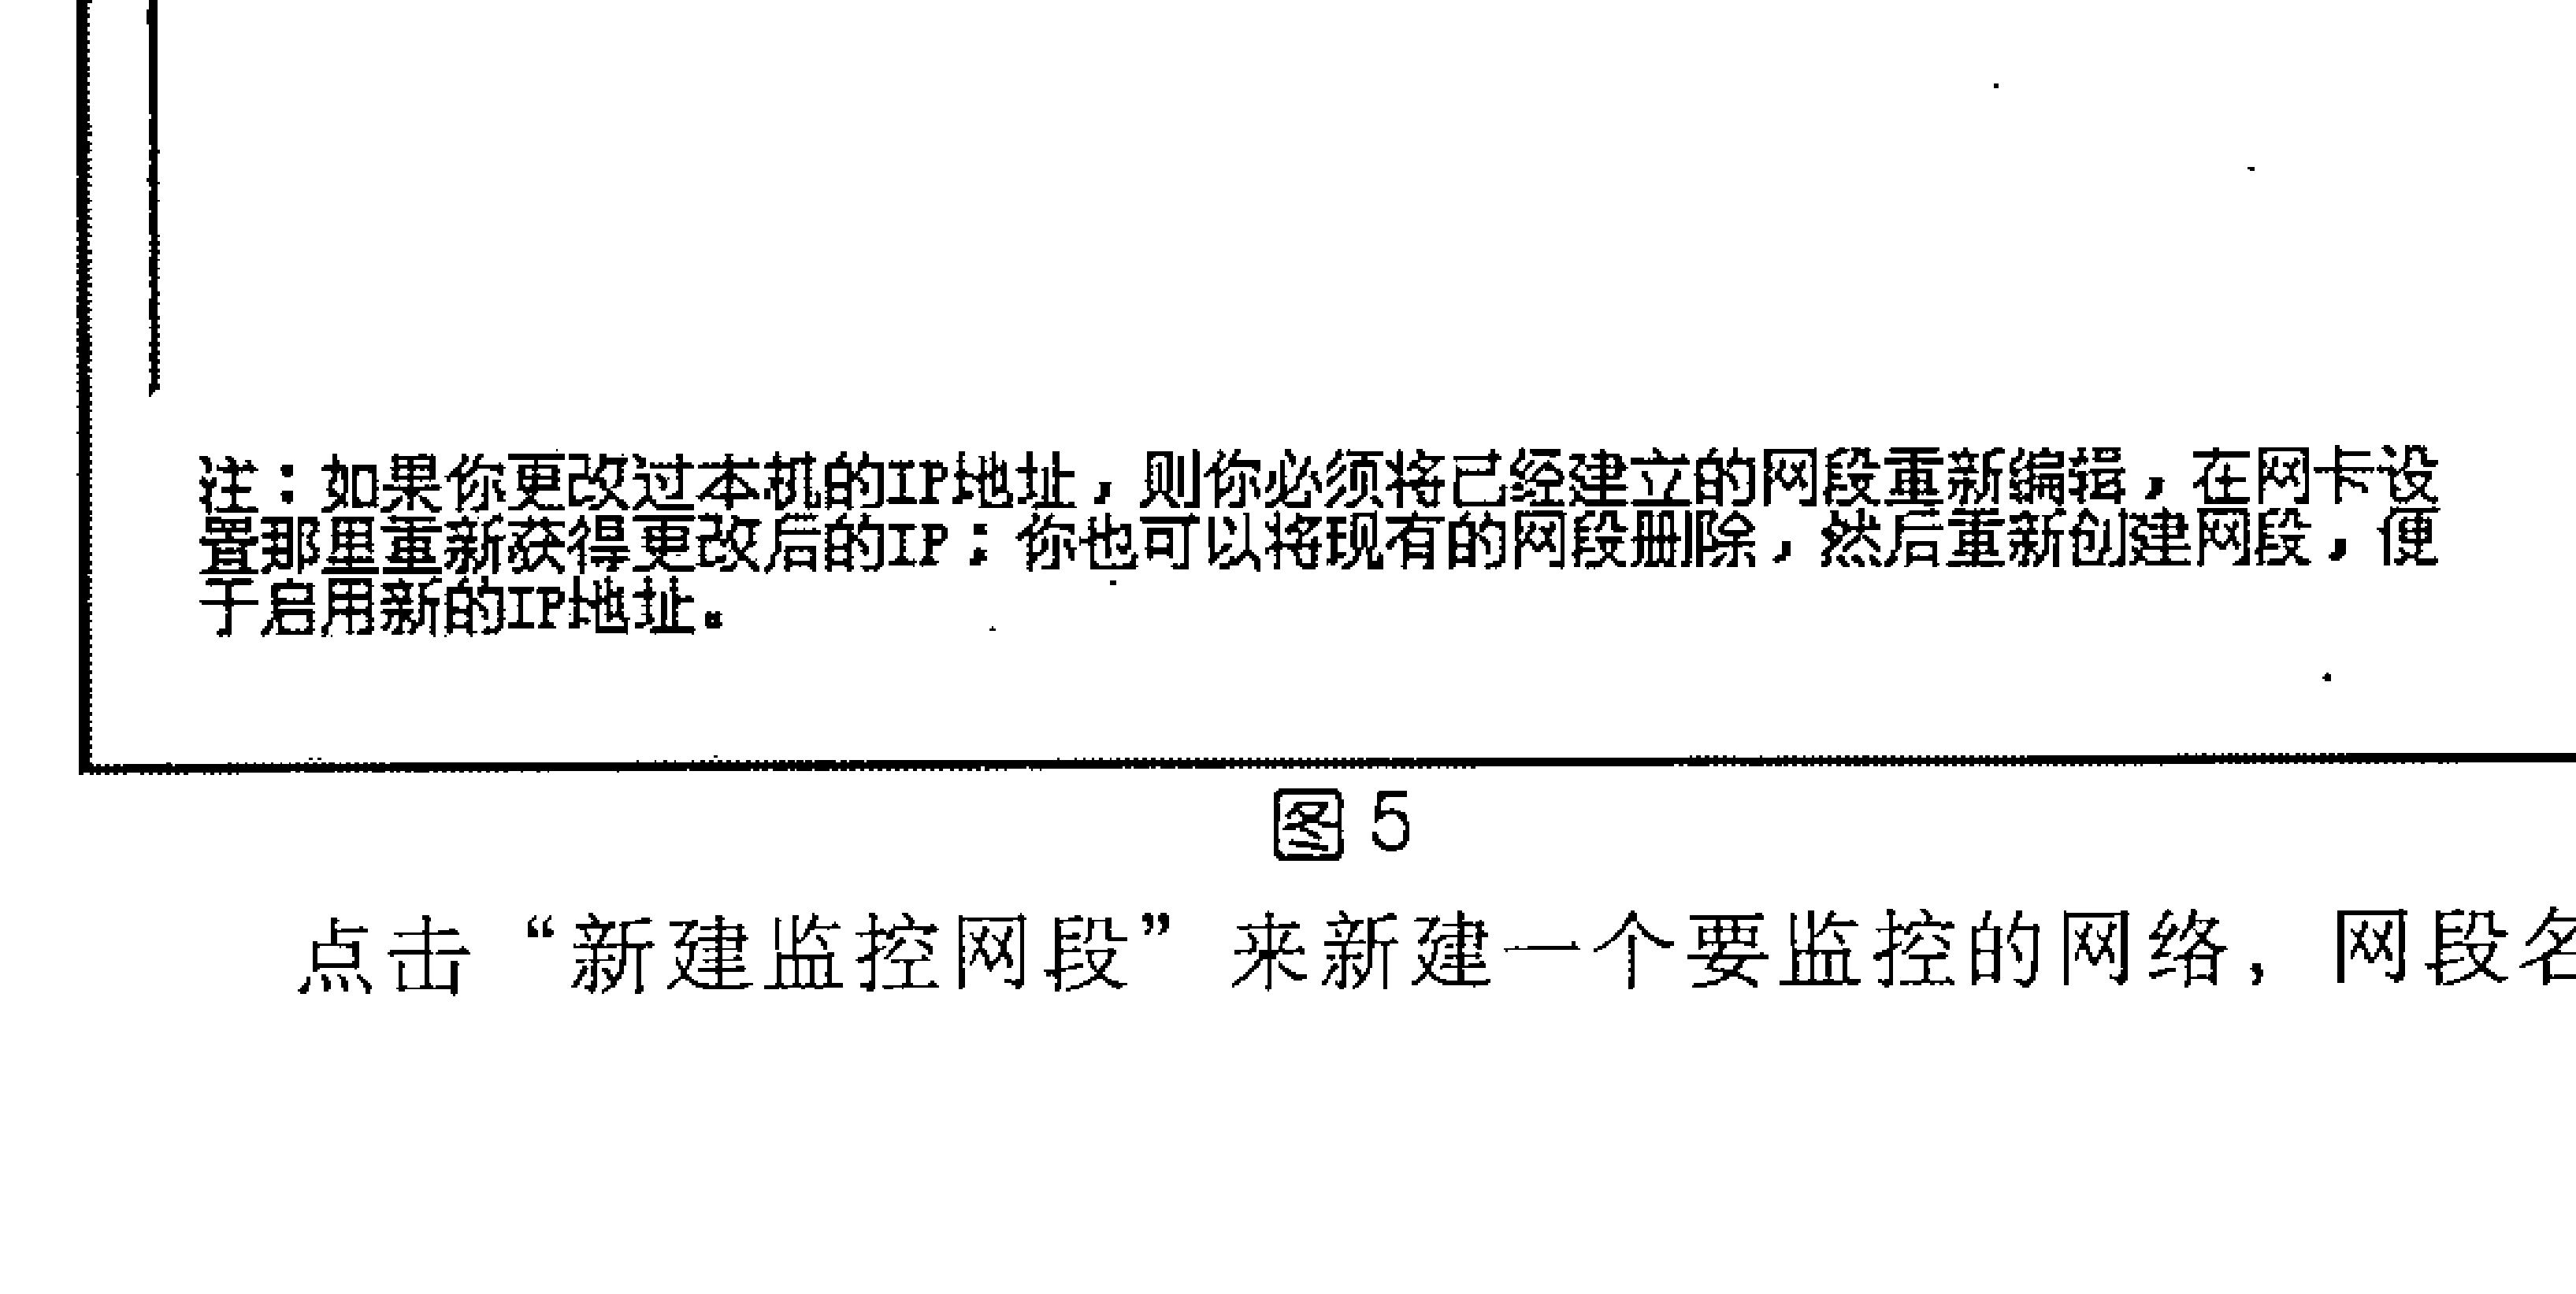 注：如果你更改过本机的IP地址，则你必须将已经建立的网段重新编辑，在网卡设
置那里重新获得更改后的IP；你也可以将现有的网段删除，然后重新创建网段，便
于启用新的IP地址。
图 5
点击“新建监控网段”来新建一个要监控的网络，网段名